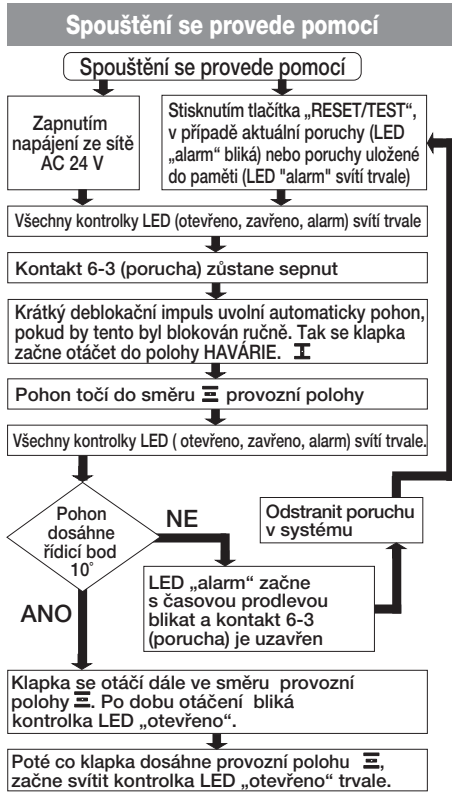 Spouštění se provede pomocí
Spouštění se provede pomocí
Zapnutím
napájení ze sítě
AC 24 V
Stisknutím tlačítka „RESET/TEST“,
v případě aktuální poruchy (LED
„alarm“ bliká) nebo poruchy uložené
do paměti (LED "alarm" svítí trvale)
Všechny kontrolky LED (otevřeno, zavřeno, alarm) svítí trvale
Kontakt 6-3 (porucha) zůstane sepnut
Krátký deblokační impuls uvolní automaticky pohon,
pokud by tento byl blokován ručně. Tak se klapka
začne otáčet do polohy HAVÁRIE.
Pohon točí do směru provozní polohy
Všechny kontrolky LED ( otevřeno, zavřeno, alarm) svítí trvale.
Pohon
dosáhne
řídicí bod
10°
NE
ANO
Odstranit poruchu
v systému
LED „alarm“ začne
s časovou prodlevou
blikat a kontakt 6-3
(porucha) je uzavřen
Klapka se otáčí dále ve směru provozní
polohy . Po dobu otáčení bliká
kontrolka LED „otevřeno“.
Poté co klapka dosáhne provozní polohu ,
začne svítit kontrolka LED „otevřeno“ trvale.